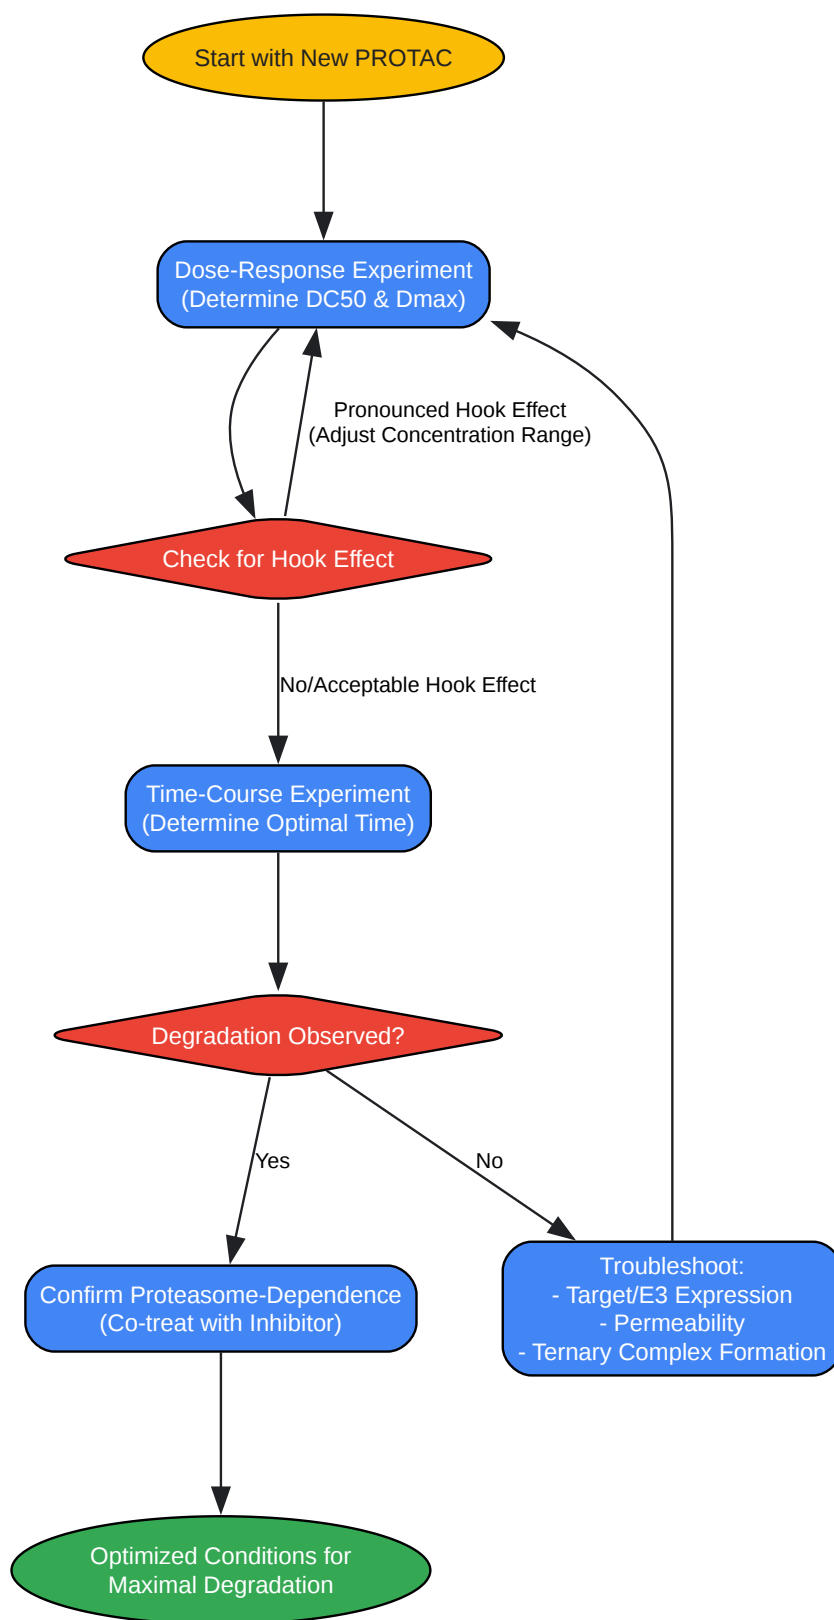 Start with New PROTAC
Dose-Response Experiment
(Determine DC50 & Dmax)
Pronounced Hook Effect
(Adjust Concentration Range)
Check for Hook Effect
No/Acceptable Hook Effect
Time-Course Experiment
(Determine Optimal Time)
Degradation Observed?
Yes
No
Confirm Proteasome-Dependence
(Co-treat with Inhibitor)
Troubleshoot:
- Target/E3 Expression
- Permeability
- Ternary Complex Formation
Optimized Conditions for
Maximal Degradation